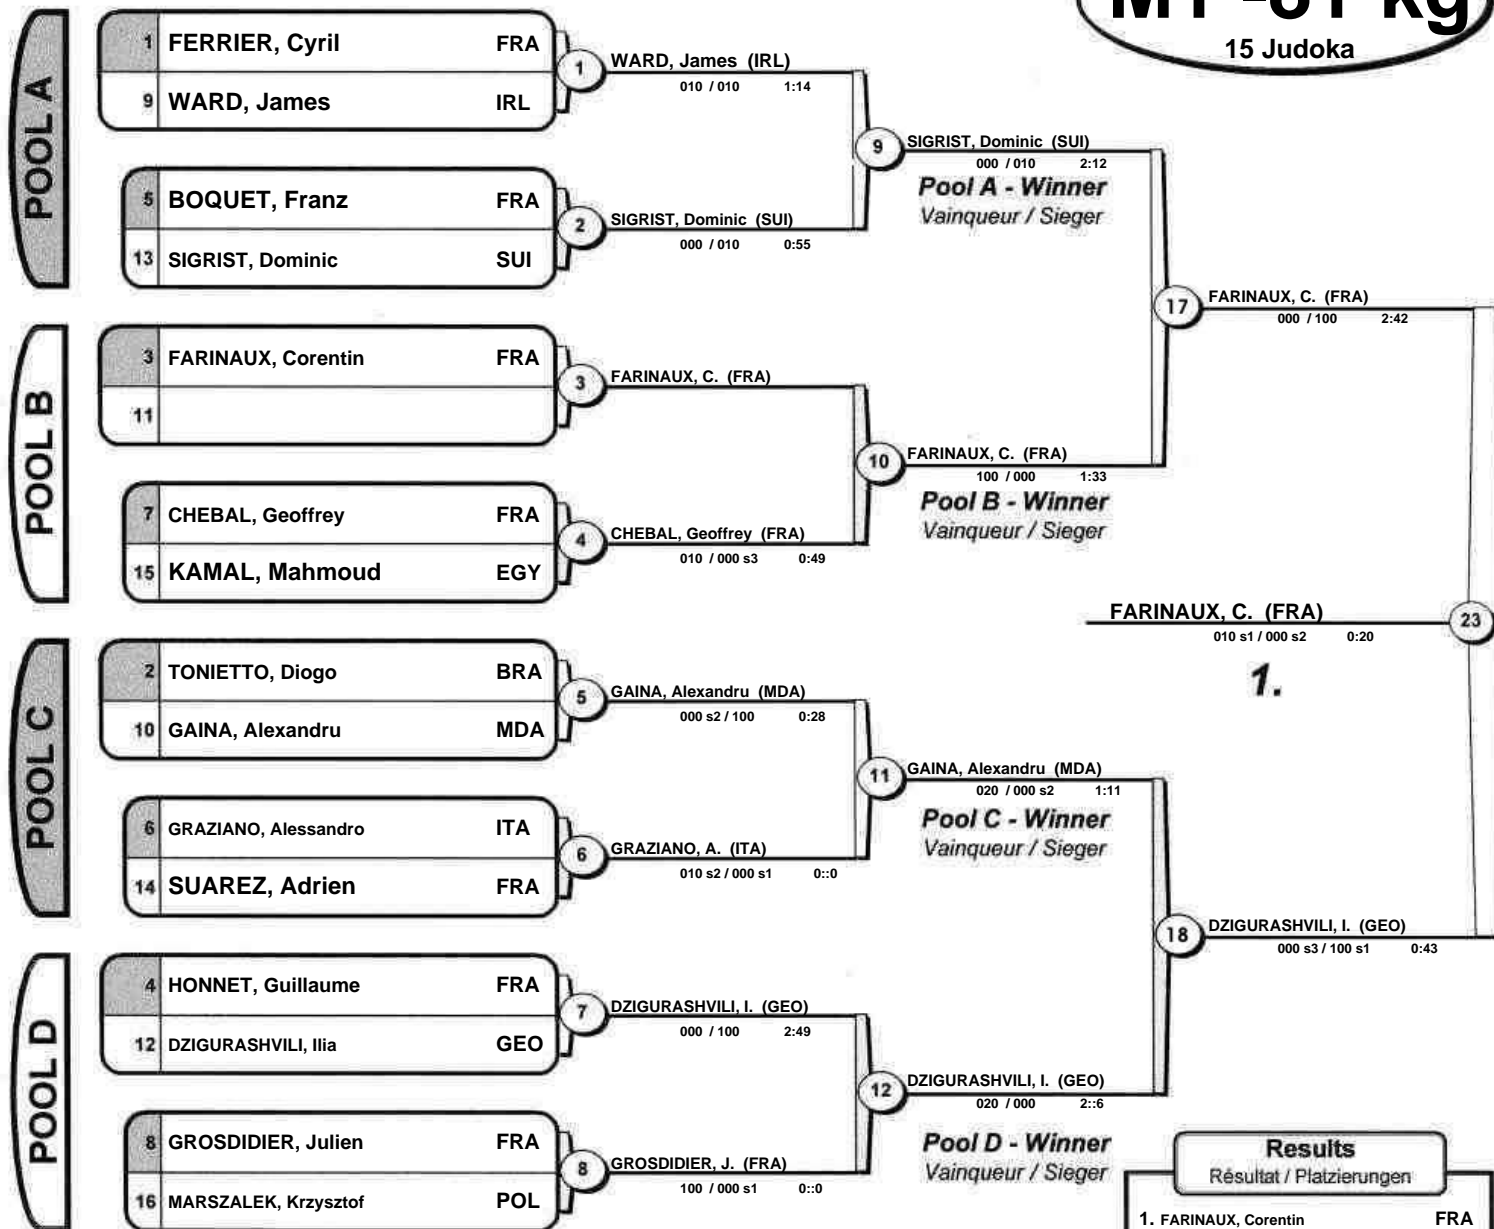 M1 -81 kg
15 Judoka
POOL A
1 FERRIER, Cyril FRA
9 WARD, James IRL
5 BOQUET, Franz FRA
13 SIGRIST, Dominic SUI
1 WARD, James (IRL)
010 / 010 1:14
2 SIGRIST, Dominic (SUI)
000 / 010 0:55
9 SIGRIST, Dominic (SUI)
000 / 010 2:12
Pool A - Winner
Vainqueur / Sieger
POOL B
3 FARINAUX, Corentin FRA
11
7 CHEBAL, Geoffrey FRA
15 KAMAL, Mahmoud EGY
3 FARINAUX, C. (FRA)
4 CHEBAL, Geoffrey (FRA)
010 / 000 s3 0:49
10 FARINAUX, C. (FRA)
100 / 000 1:33
Pool B - Winner
Vainqueur / Sieger
17 FARINAUX, C. (FRA)
000 / 100 2:42
FARINAUX, C. (FRA) 23
010 s1 / 000 s2 0:20
1.
POOL C
2 TONIETTO, Diogo BRA
10 GAINA, Alexandru MDA
6 GRAZIANO, Alessandro ITA
14 SUAREZ, Adrien FRA
5 GAINA, Alexandru (MDA)
000 s2 / 100 0:28
6 GRAZIANO, A. (ITA)
010 s2 / 000 s1 0::0
11 GAINA, Alexandru (MDA)
020 / 000 s2 1:11
Pool C - Winner
Vainqueur / Sieger
POOL D
4 HONNET, Guillaume FRA
12 DZIGURASHVILI, Ilia GEO
8 GROSDIDIER, Julien FRA
16 MARSZALEK, Krzysztof POL
7 DZIGURASHVILI, I. (GEO)
000 / 100 2:49
8 GROSDIDIER, J. (FRA)
100 / 000 s1 0::0
12 DZIGURASHVILI, I. (GEO)
020 / 000 2::6
Pool D - Winner
Vainqueur / Sieger
18 DZIGURASHVILI, I. (GEO)
000 s3 / 100 s1 0:43
Results
Résultat / Platzierungen
1. FARINAUX, Corentin FRA